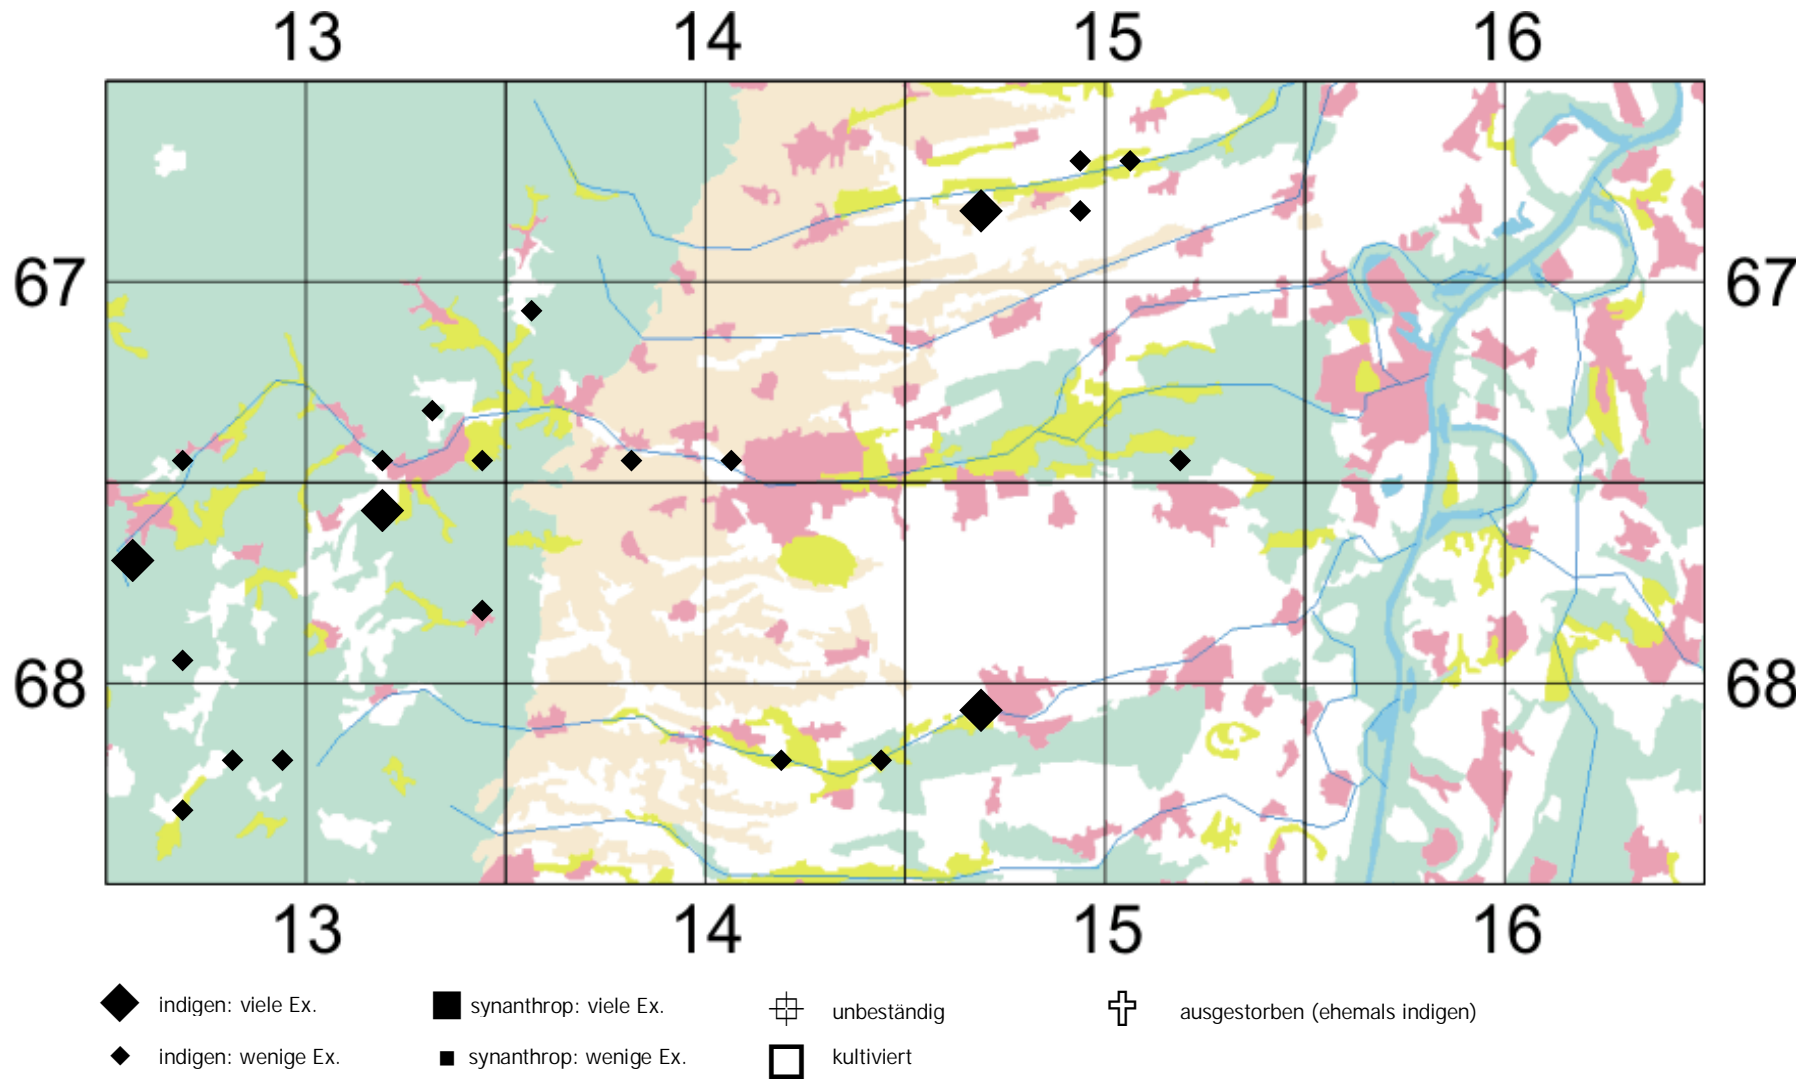 13 14 15 16
67 67
68 68
13 14 15 16
indigen: viele Ex. synanthrop: viele Ex. unbeständig ausgestorben (ehemals indigen)
indigen: wenige Ex. synanthrop: wenige Ex. kultiviert